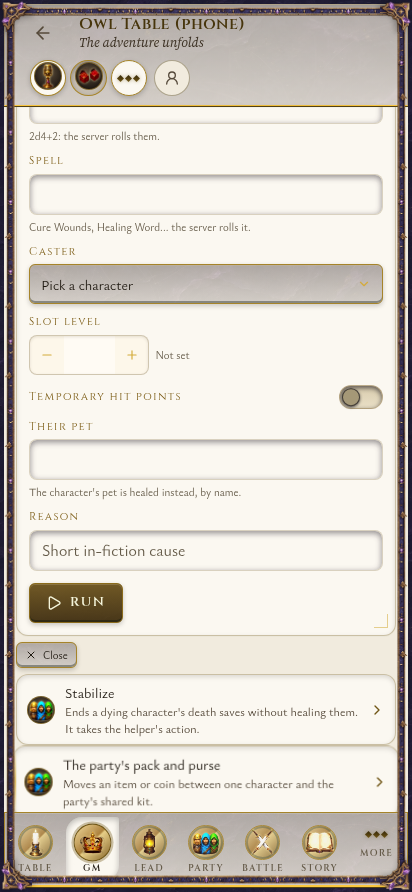 Owl Table (phone)
The adventure unfolds
2d4+2: the server rolls them.
Spell
Cure Wounds, Healing Word... the server rolls it.
Caster
Pick a character
Slot level
− +
Not set
Temporary hit points
Their pet
The character's pet is healed instead, by name.
Reason
Short in-fiction cause
Run
Close
Stabilize
Ends a dying character's death saves without healing them.
It takes the helper's action.
The party's pack and purse
Moves an item or coin between one character and the
party's shared kit.
Table GM Lead Party Battle Story More